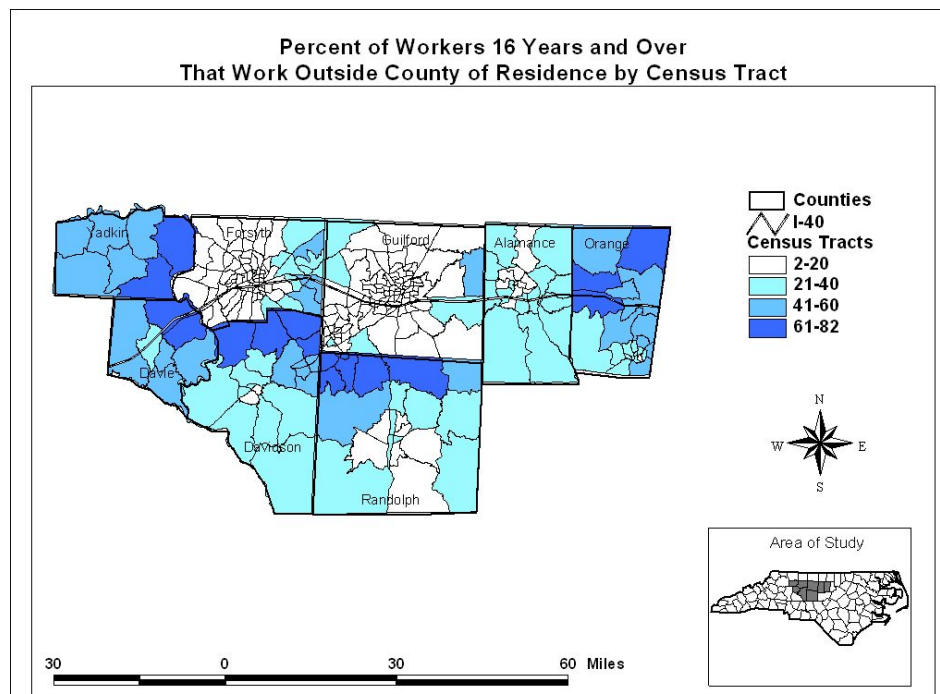 Percent of Workers 16 Years and Over
That Work Outside County of Residence by Census Tract
Yadkin
Forsyth
Guilford
Alamance
Orange
Davie
Davidson
Randolph
Counties
I-40
Census Tracts
2-20
21-40
41-60
61-82
N
W E
S
Area of Study
30 0 30 60 Miles